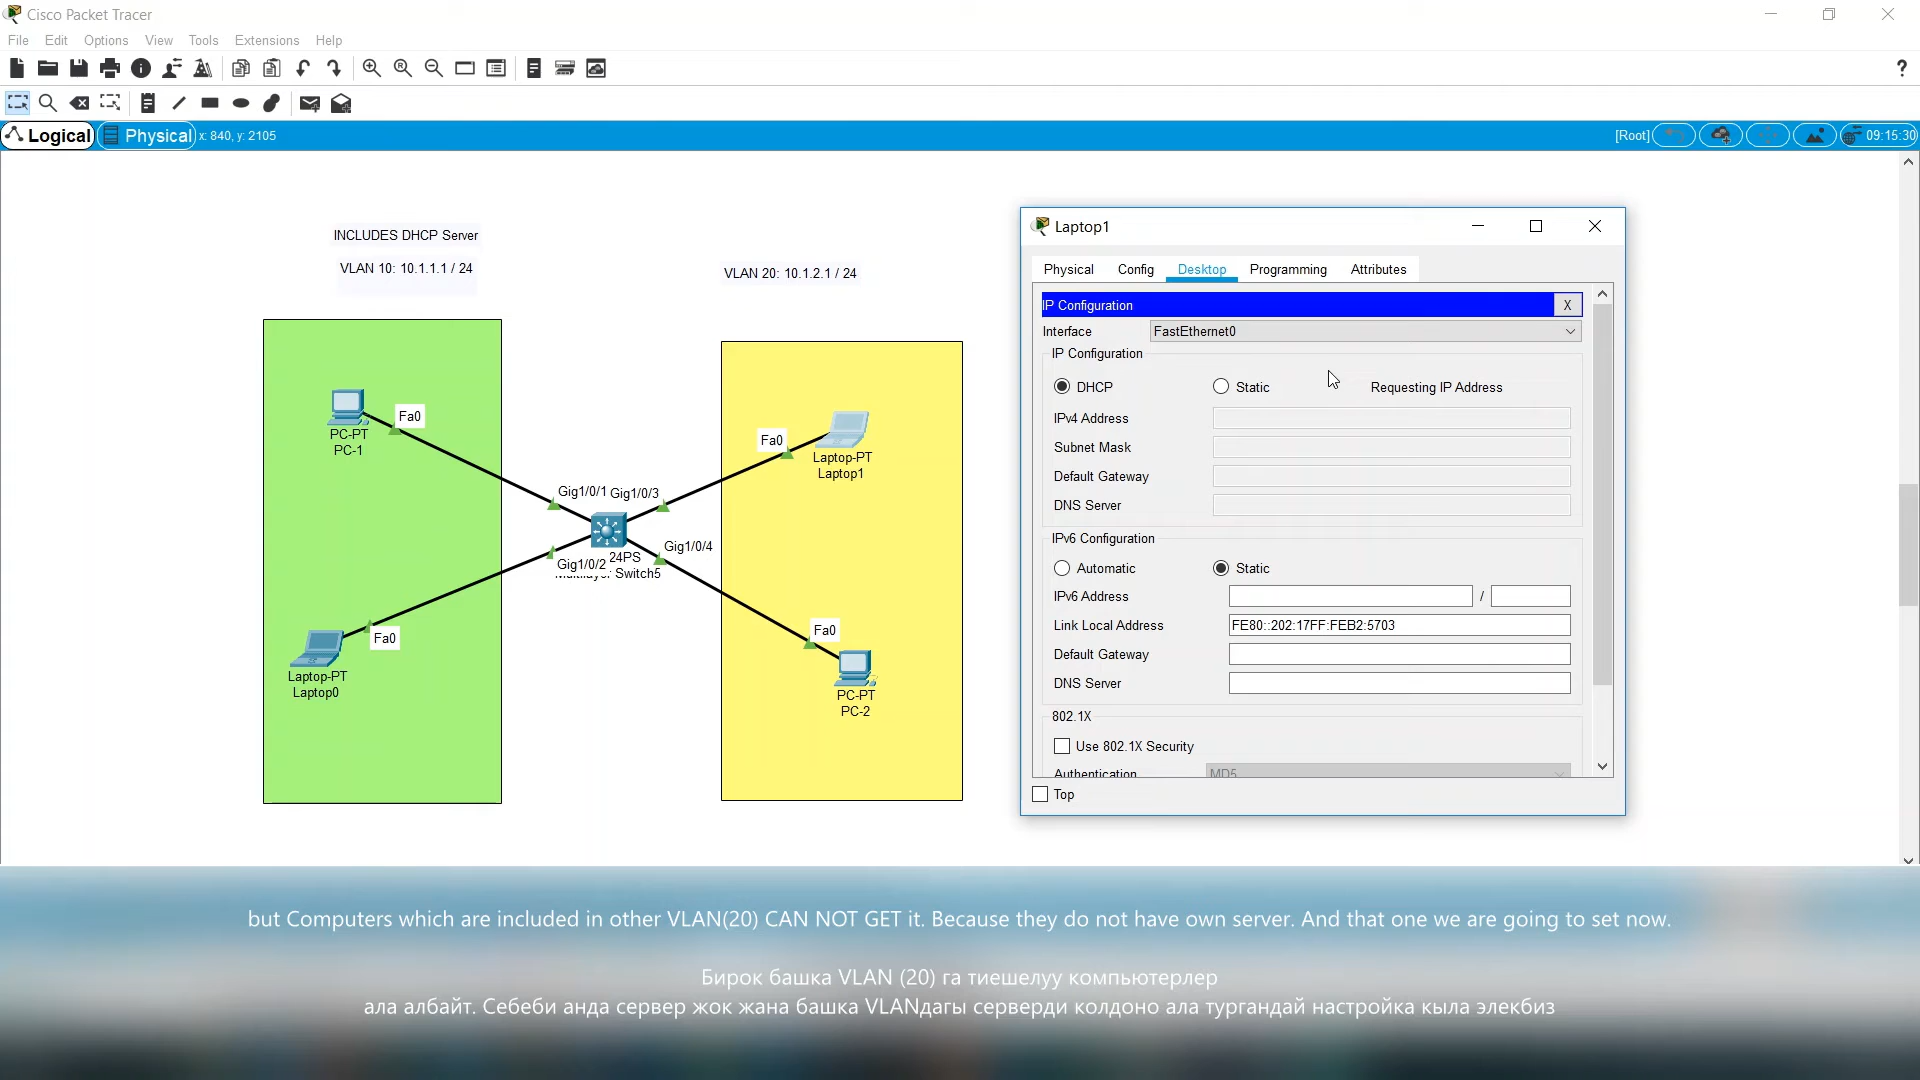 Cisco Packet Tracer
File Edit Options View Tools Extensions Help
Logical Physical x: 840, y: 2105 [Root] 09:15:30
INCLUDES DHCP Server
VLAN 10: 10.1.1.1 / 24
VLAN 20: 10.1.2.1 / 24
Fa0
PC-PT
PC-1
Fa0
Laptop-PT
Laptop1
Gig1/0/1 Gig1/0/3
Gig1/0/4
Gig1/0/2 24PS
Switch5
Fa0
Laptop-PT
Laptop0
Fa0
PC-PT
PC-2
Laptop1
Physical Config Desktop Programming Attributes
IP Configuration X
Interface FastEthernet0
IP Configuration
DHCP Static Requesting IP Address
IPv4 Address
Subnet Mask
Default Gateway
DNS Server
IPv6 Configuration
Automatic Static
IPv6 Address /
Link Local Address FE80::202:17FF:FEB2:5703
Default Gateway
DNS Server
802.1X
Use 802.1X Security
Authentication MD5
Top
but Computers which are included in other VLAN(20) CAN NOT GET it. Because they do not have own server. And that one we are going to set now.
Бирок башка VLAN (20) га тиешелуу компьютерлер
ала албайт. Себеби анда сервер жок жана башка VLANдагы серверди колдоно ала тургандай настройка кыла элекбиз